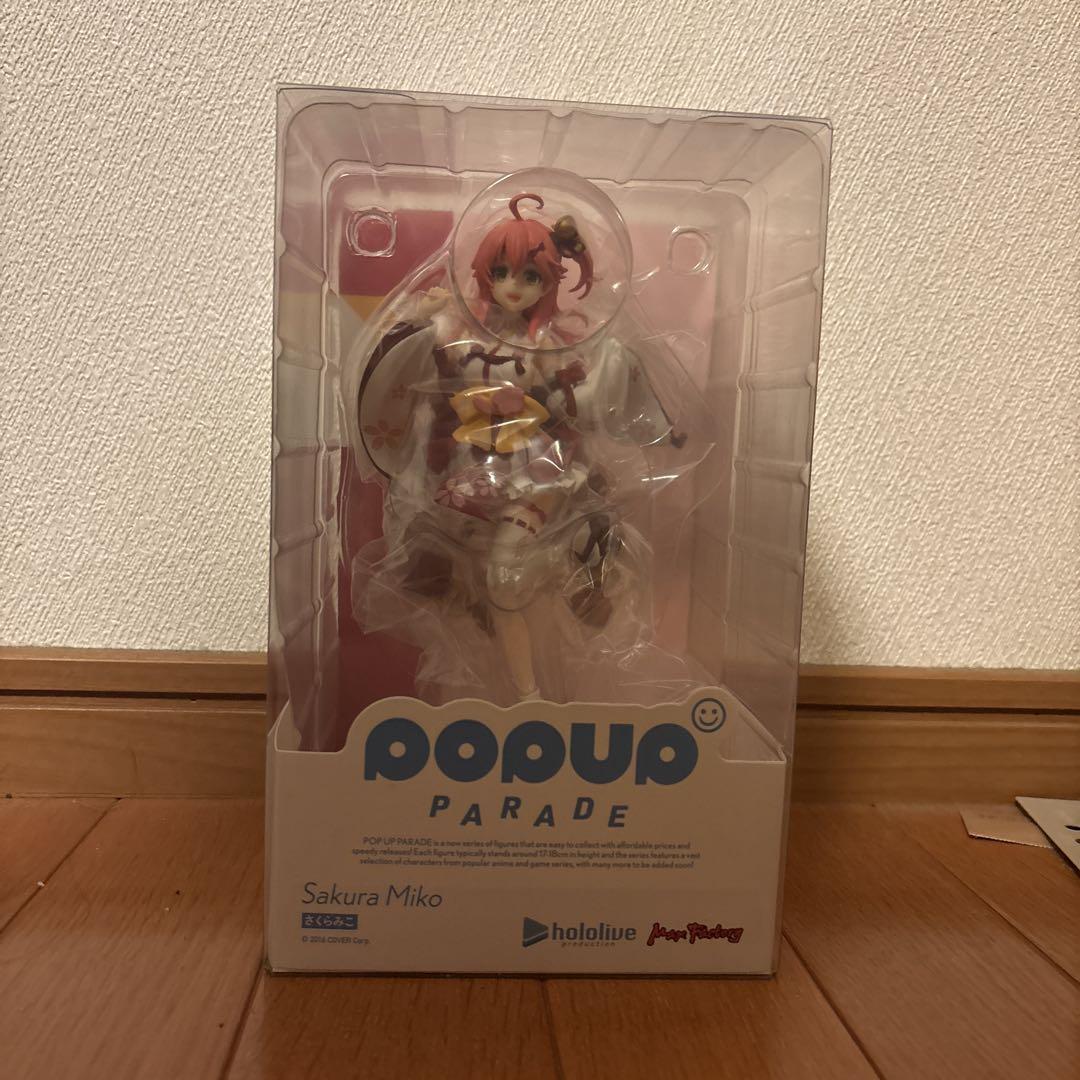 POPUP
PARADE
POP UP PARADE is a new series of figures that are easy to collect with affordable prices and
speedy releases! Each figure typically stands around 17-18cm in height and the series features a vast
selection of characters from popular anime and game series, with many more to be added soon!
Sakura Miko
さくらみこ
© 2016 COVER Corp.
hololive
production
Max Factory